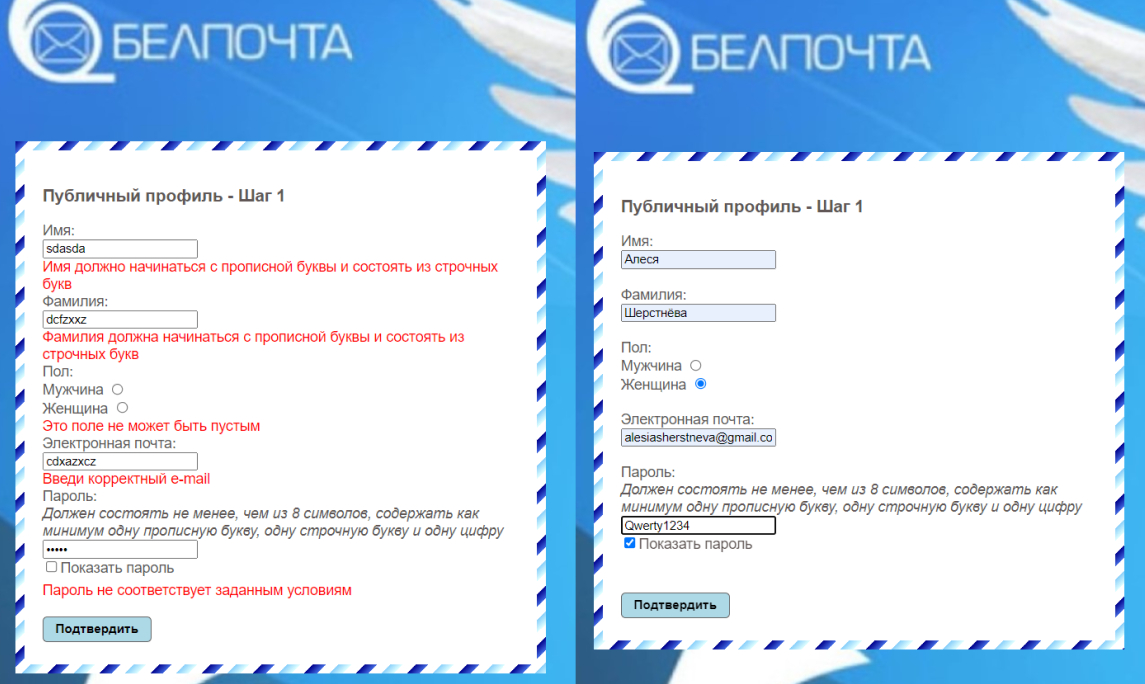 БЕЛПОЧТА
Публичный профиль - Шаг 1
Имя:
sdasda
Имя должно начинаться с прописной буквы и состоять из строчных
букв
Фамилия:
dcfzxxz
Фамилия должна начинаться с прописной буквы и состоять из
строчных букв
Пол:
Мужчина
Женщина
Это поле не может быть пустым
Электронная почта:
cdxazxcz
Введи корректный e-mail
Пароль:
Должен состоять не менее, чем из 8 символов, содержать как
минимум одну прописную букву, одну строчную букву и одну цифру
•••••
Показать пароль
Пароль не соответствует заданным условиям
Подтвердить
БЕЛПОЧТА
Публичный профиль - Шаг 1
Имя:
Алеся
Фамилия:
Шерстнёва
Пол:
Мужчина
Женщина
Электронная почта:
alesiasherstneva@gmail.co
Пароль:
Должен состоять не менее, чем из 8 символов, содержать как
минимум одну прописную букву, одну строчную букву и одну цифру
Qwerty1234
Показать пароль
Подтвердить